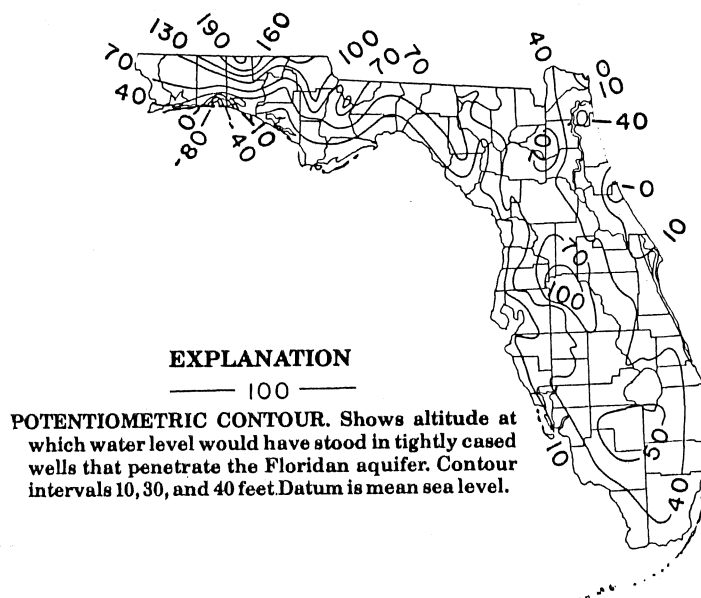 70 130 190 160 100 70 70 40 0 10
40 0 -80 -40 -10 -40
70 -0
10
70
100
EXPLANATION
100
POTENTIOMETRIC CONTOUR. Shows altitude at
which water level would have stood in tightly cased
wells that penetrate the Floridan aquifer. Contour
intervals 10, 30, and 40 feet.Datum is mean sea level.
10 50
40